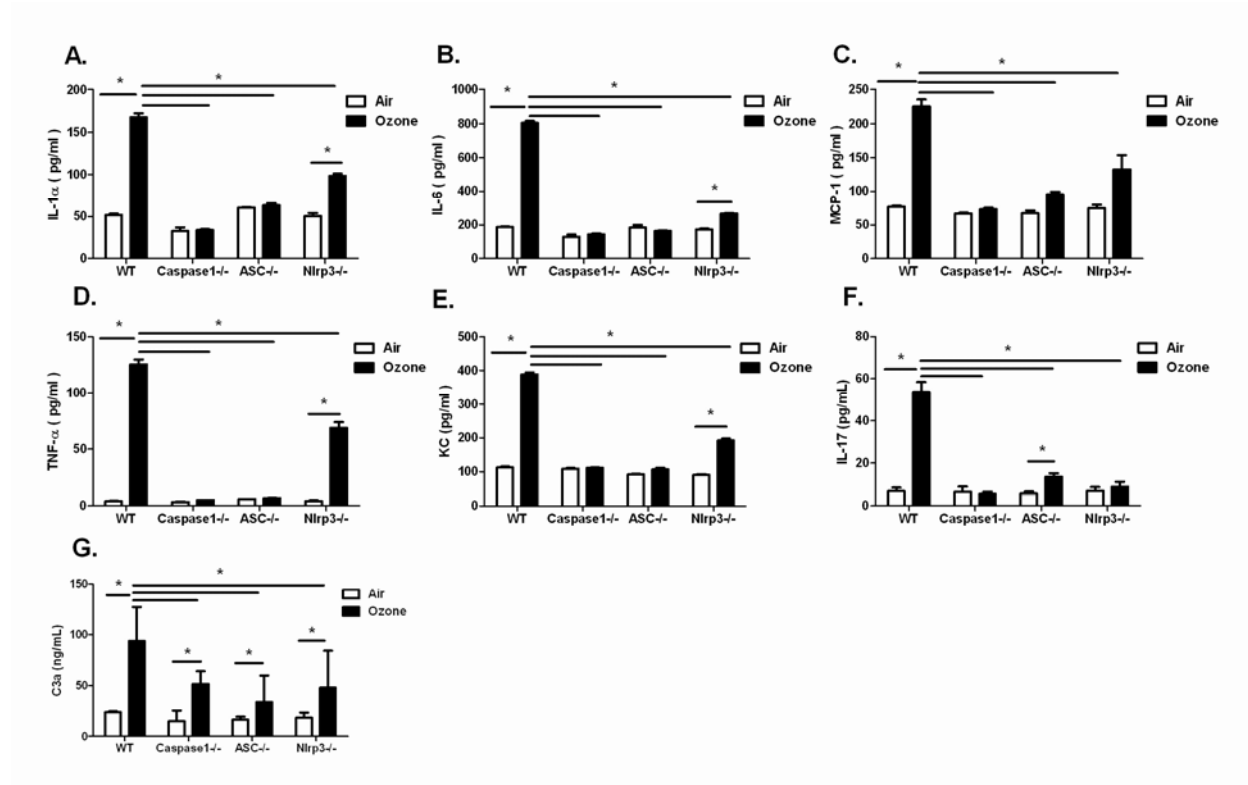 A.
*
*
*
IL-1α ( pg/ml )
200
150
100
50
0
Air
Ozone
WT Caspase1-/- ASC-/- Nlrp3-/-
B.
*
*
*
IL-6 ( pg/ml )
1000
800
600
400
200
0
Air
Ozone
WT Caspase1-/- ASC-/- Nlrp3-/-
C.
*
*
MCP-1 ( pg/ml )
250
200
150
100
50
0
Air
Ozone
WT Caspase1-/- ASC-/- Nlrp3-/-
D.
*
*
*
TNF-α ( pg/ml )
150
100
50
0
Air
Ozone
WT Caspase1-/- ASC-/- Nlrp3-/-
E.
*
*
*
KC (pg/ml )
500
400
300
200
100
0
Air
Ozone
WT Caspase1-/- ASC-/- Nlrp3-/-
F.
*
*
*
IL-17 (pg/mL)
80
60
40
20
0
Air
Ozone
WT Caspase1-/- ASC-/- Nlrp3-/-
G.
*
*
*
*
*
C3a (ng/mL)
150
100
50
0
Air
Ozone
WT Caspase1-/- ASC-/- Nlrp3-/-